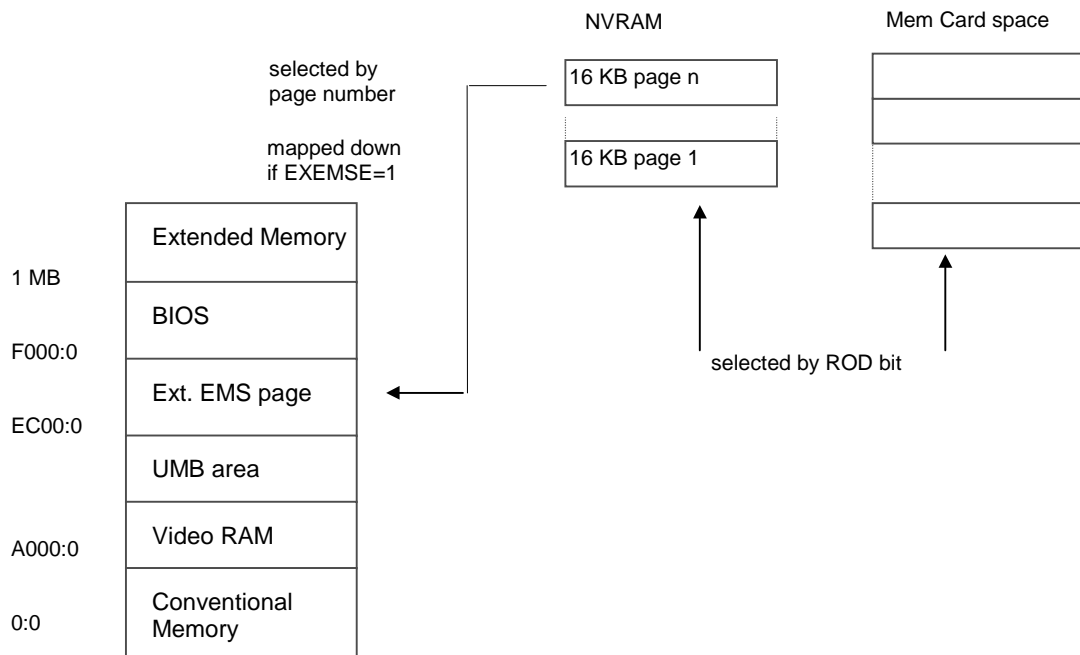 NVRAM
Mem Card space
selected by
page number
16 KB page n
mapped down
if EXEMSE=1
16 KB page 1
Extended Memory
1 MB
BIOS
F000:0
selected by ROD bit
Ext. EMS page
EC00:0
UMB area
Video RAM
A000:0
Conventional
Memory
0:0